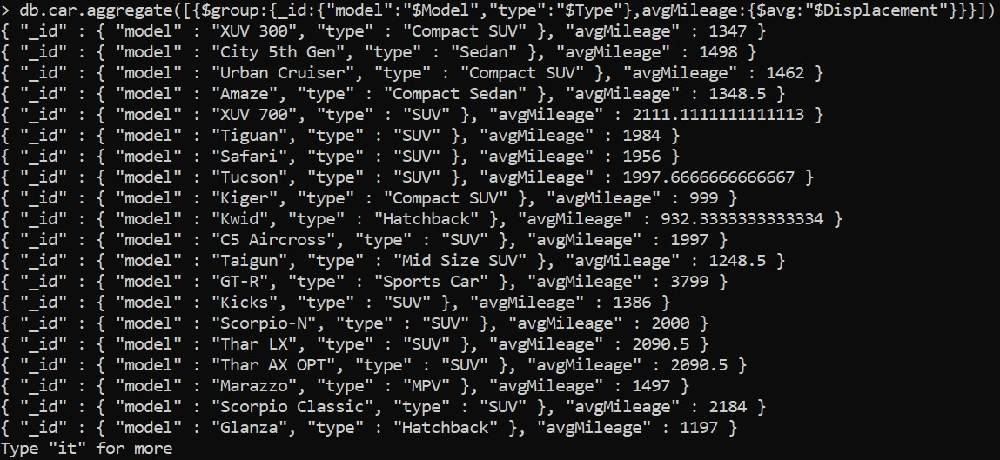 > db.car.aggregate([{$group:{_id:{"model":"$Model","type":"$Type"},avgMileage:{$avg:"$Displacement"}}}])
{ "_id" : { "model" : "XUV 300", "type" : "Compact SUV" }, "avgMileage" : 1347 }
{ "_id" : { "model" : "City 5th Gen", "type" : "Sedan" }, "avgMileage" : 1498 }
{ "_id" : { "model" : "Urban Cruiser", "type" : "Compact SUV" }, "avgMileage" : 1462 }
{ "_id" : { "model" : "Amaze", "type" : "Compact Sedan" }, "avgMileage" : 1348.5 }
{ "_id" : { "model" : "XUV 700", "type" : "SUV" }, "avgMileage" : 2111.1111111111113 }
{ "_id" : { "model" : "Tiguan", "type" : "SUV" }, "avgMileage" : 1984 }
{ "_id" : { "model" : "Safari", "type" : "SUV" }, "avgMileage" : 1956 }
{ "_id" : { "model" : "Tucson", "type" : "SUV" }, "avgMileage" : 1997.6666666666667 }
{ "_id" : { "model" : "Kiger", "type" : "Compact SUV" }, "avgMileage" : 999 }
{ "_id" : { "model" : "Kwid", "type" : "Hatchback" }, "avgMileage" : 932.3333333333334 }
{ "_id" : { "model" : "C5 Aircross", "type" : "SUV" }, "avgMileage" : 1997 }
{ "_id" : { "model" : "Taigun", "type" : "Mid Size SUV" }, "avgMileage" : 1248.5 }
{ "_id" : { "model" : "GT-R", "type" : "Sports Car" }, "avgMileage" : 3799 }
{ "_id" : { "model" : "Kicks", "type" : "SUV" }, "avgMileage" : 1386 }
{ "_id" : { "model" : "Scorpio-N", "type" : "SUV" }, "avgMileage" : 2000 }
{ "_id" : { "model" : "Thar LX", "type" : "SUV" }, "avgMileage" : 2090.5 }
{ "_id" : { "model" : "Thar AX OPT", "type" : "SUV" }, "avgMileage" : 2090.5 }
{ "_id" : { "model" : "Marazzo", "type" : "MPV" }, "avgMileage" : 1497 }
{ "_id" : { "model" : "Scorpio Classic", "type" : "SUV" }, "avgMileage" : 2184 }
{ "_id" : { "model" : "Glanza", "type" : "Hatchback" }, "avgMileage" : 1197 }
Type "it" for more